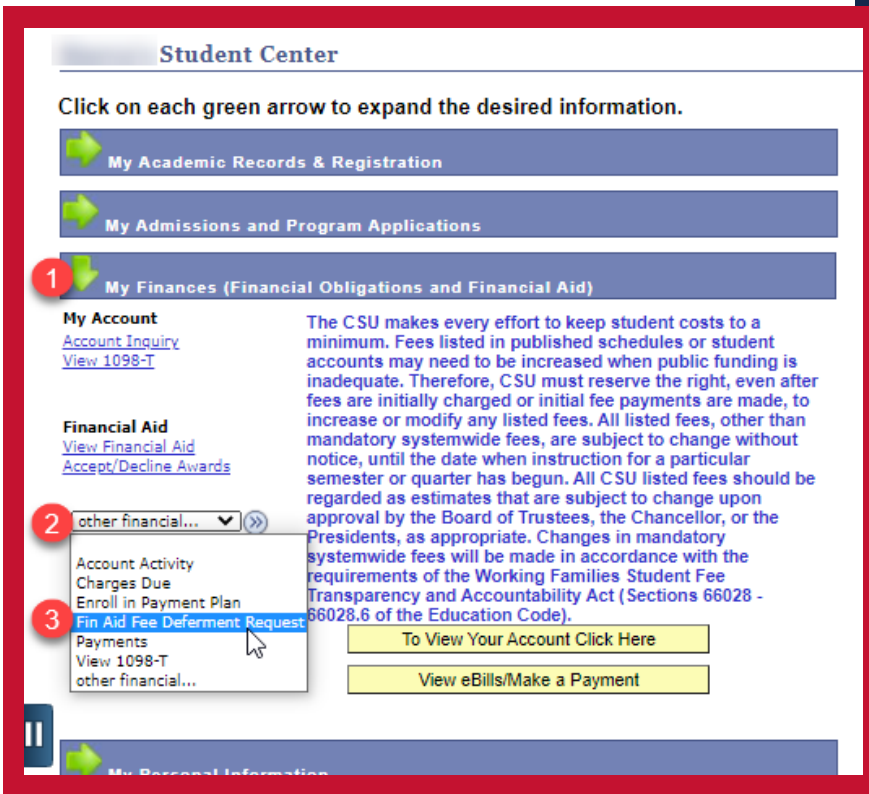 Student Center
Click on each green arrow to expand the desired information.
My Academic Records & Registration
My Admissions and Program Applications
1
My Finances (Financial Obligations and Financial Aid)
My Account
Account Inquiry
View 1098-T
Financial Aid
View Financial Aid
Accept/Decline Awards
2
other financial...
Account Activity
Charges Due
Enroll in Payment Plan
3
Fin Aid Fee Deferment Request
Payments
View 1098-T
other financial...
The CSU makes every effort to keep student costs to a
minimum. Fees listed in published schedules or student
accounts may need to be increased when public funding is
inadequate. Therefore, CSU must reserve the right, even after
fees are initially charged or initial fee payments are made, to
increase or modify any listed fees. All listed fees, other than
mandatory systemwide fees, are subject to change without
notice, until the date when instruction for a particular
semester or quarter has begun. All CSU listed fees should be
regarded as estimates that are subject to change upon
approval by the Board of Trustees, the Chancellor, or the
Presidents, as appropriate. Changes in mandatory
systemwide fees will be made in accordance with the
requirements of the Working Families Student Fee
Transparency and Accountability Act (Sections 66028 -
66028.6 of the Education Code).
To View Your Account Click Here
View eBills/Make a Payment
My Personal Information